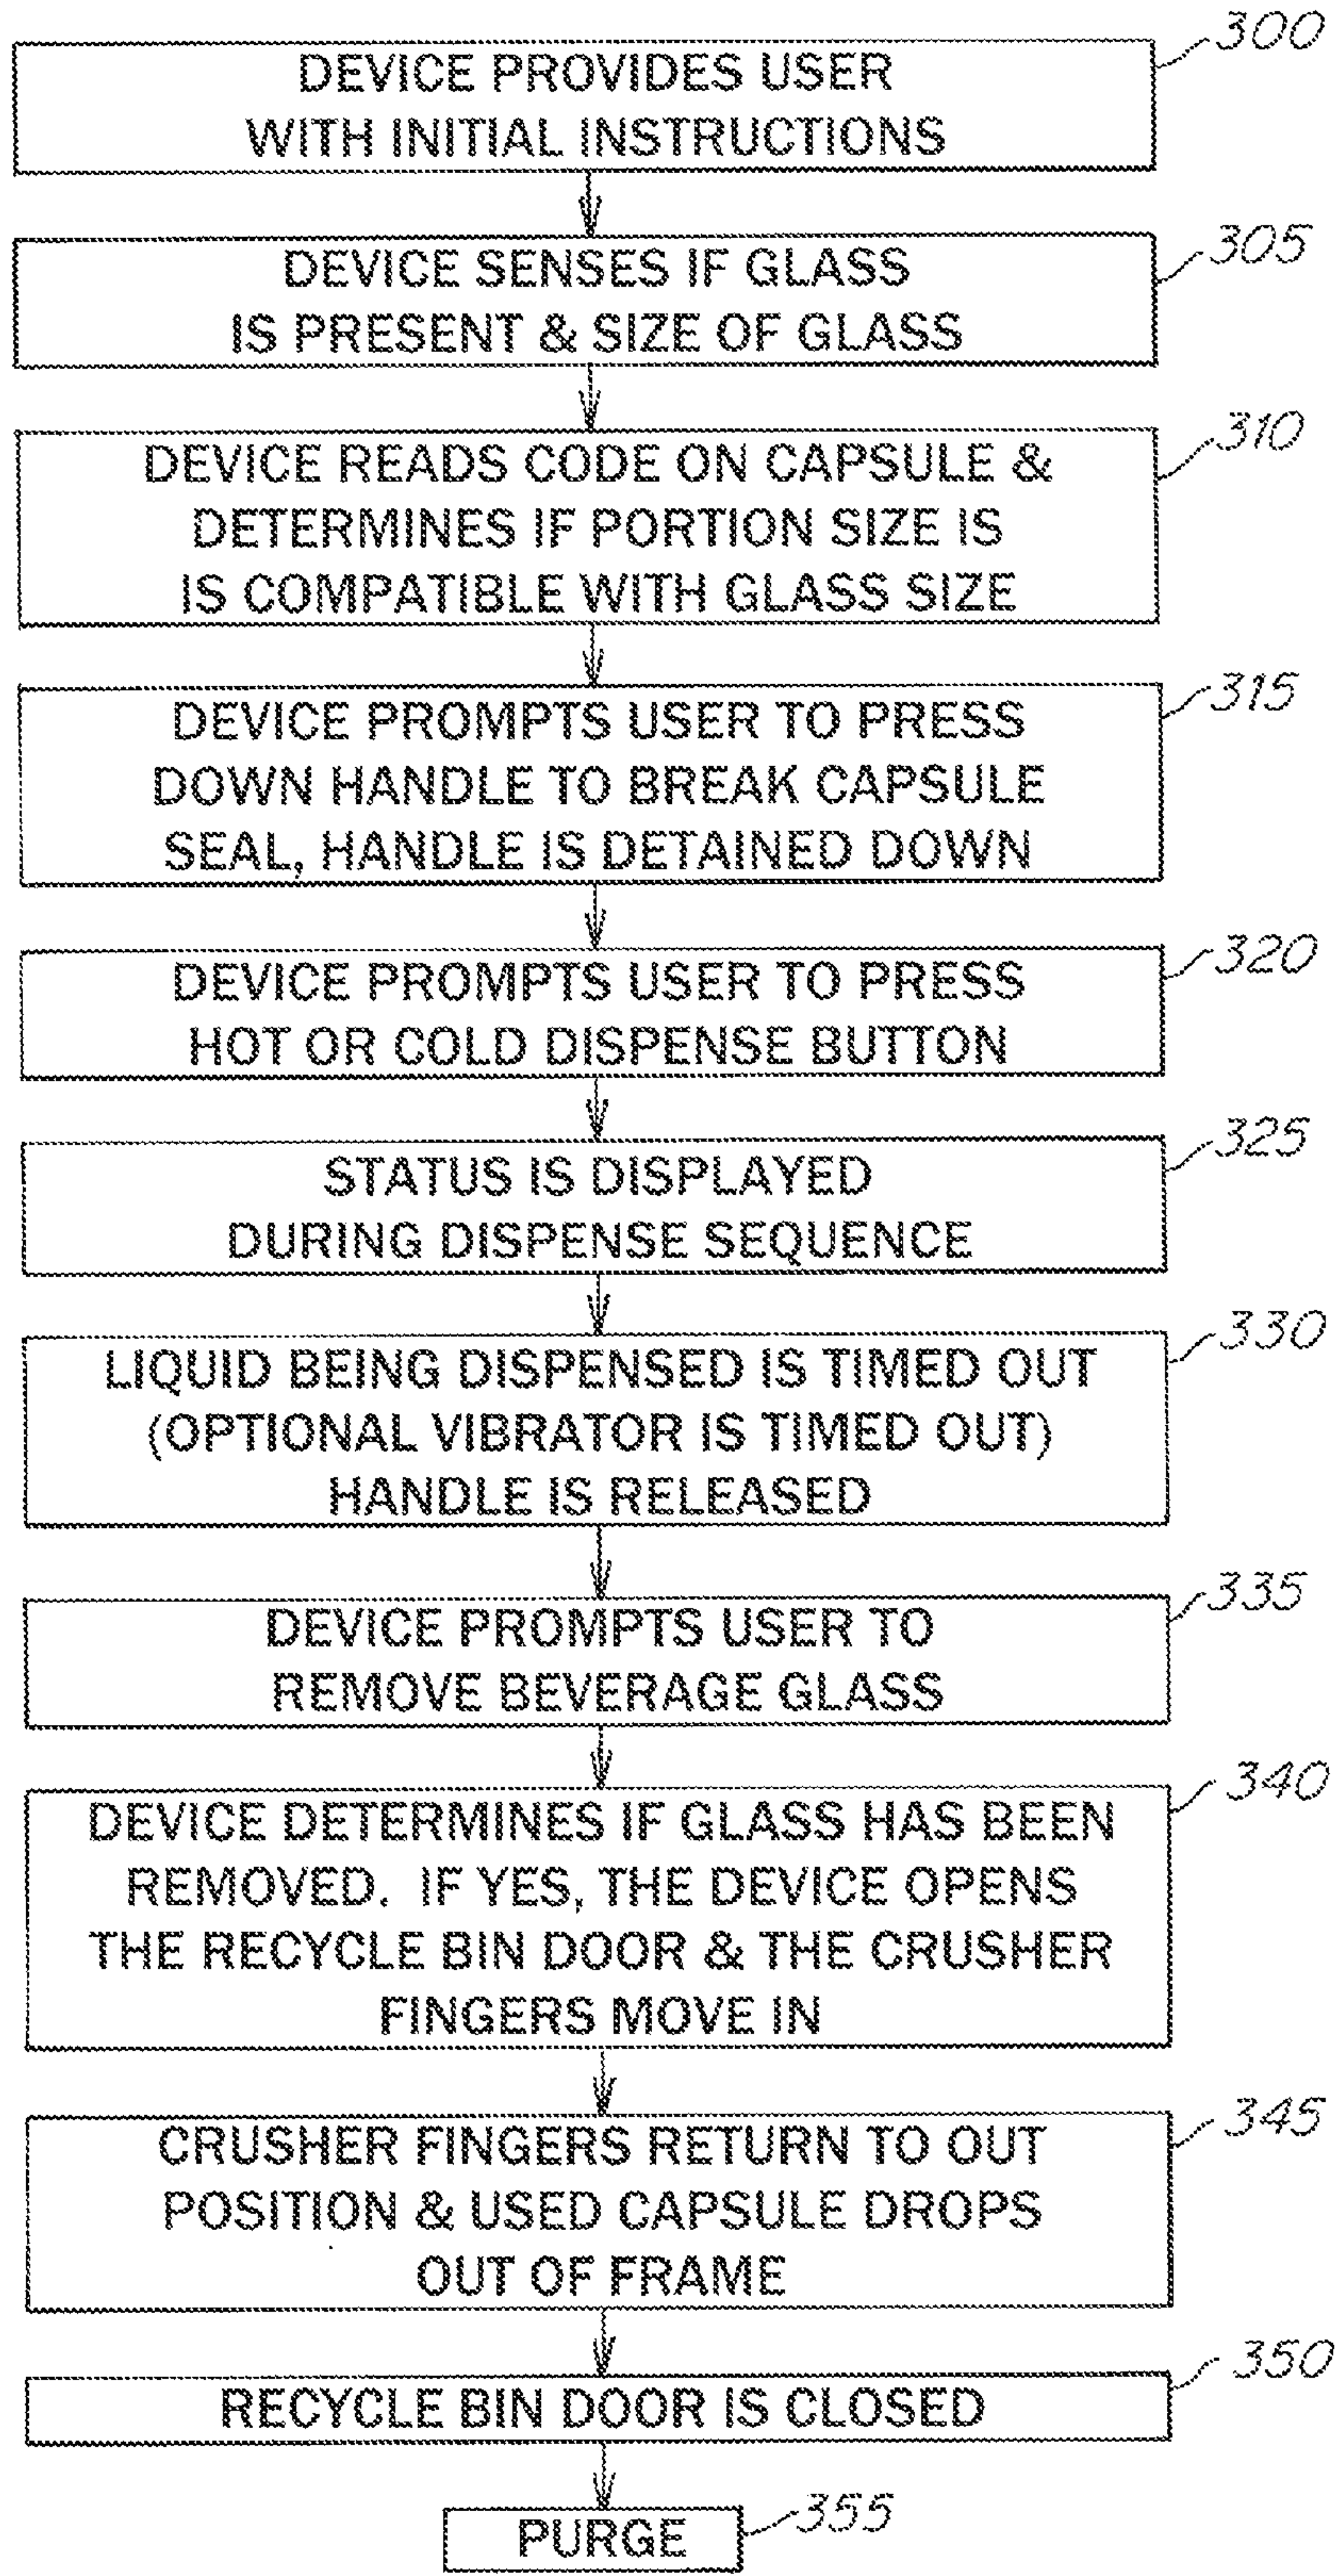 300
DEVICE PROVIDES USER
WITH INITIAL INSTRUCTIONS
305
DEVICE SENSES IF GLASS
IS PRESENT & SIZE OF GLASS
310
DEVICE READS CODE ON CAPSULE &
DETERMINES IF PORTION SIZE IS
IS COMPATIBLE WITH GLASS SIZE
315
DEVICE PROMPTS USER TO PRESS
DOWN HANDLE TO BREAK CAPSULE
SEAL, HANDLE IS DETAINED DOWN
320
DEVICE PROMPTS USER TO PRESS
HOT OR COLD DISPENSE BUTTON
325
STATUS IS DISPLAYED
DURING DISPENSE SEQUENCE
330
LIQUID BEING DISPENSED IS TIMED OUT
(OPTIONAL VIBRATOR IS TIMED OUT)
HANDLE IS RELEASED
335
DEVICE PROMPTS USER TO
REMOVE BEVERAGE GLASS
340
DEVICE DETERMINES IF GLASS HAS BEEN
REMOVED. IF YES, THE DEVICE OPENS
THE RECYCLE BIN DOOR & THE CRUSHER
FINGERS MOVE IN
345
CRUSHER FINGERS RETURN TO OUT
POSITION & USED CAPSULE DROPS
OUT OF FRAME
350
RECYCLE BIN DOOR IS CLOSED
355
PURGE